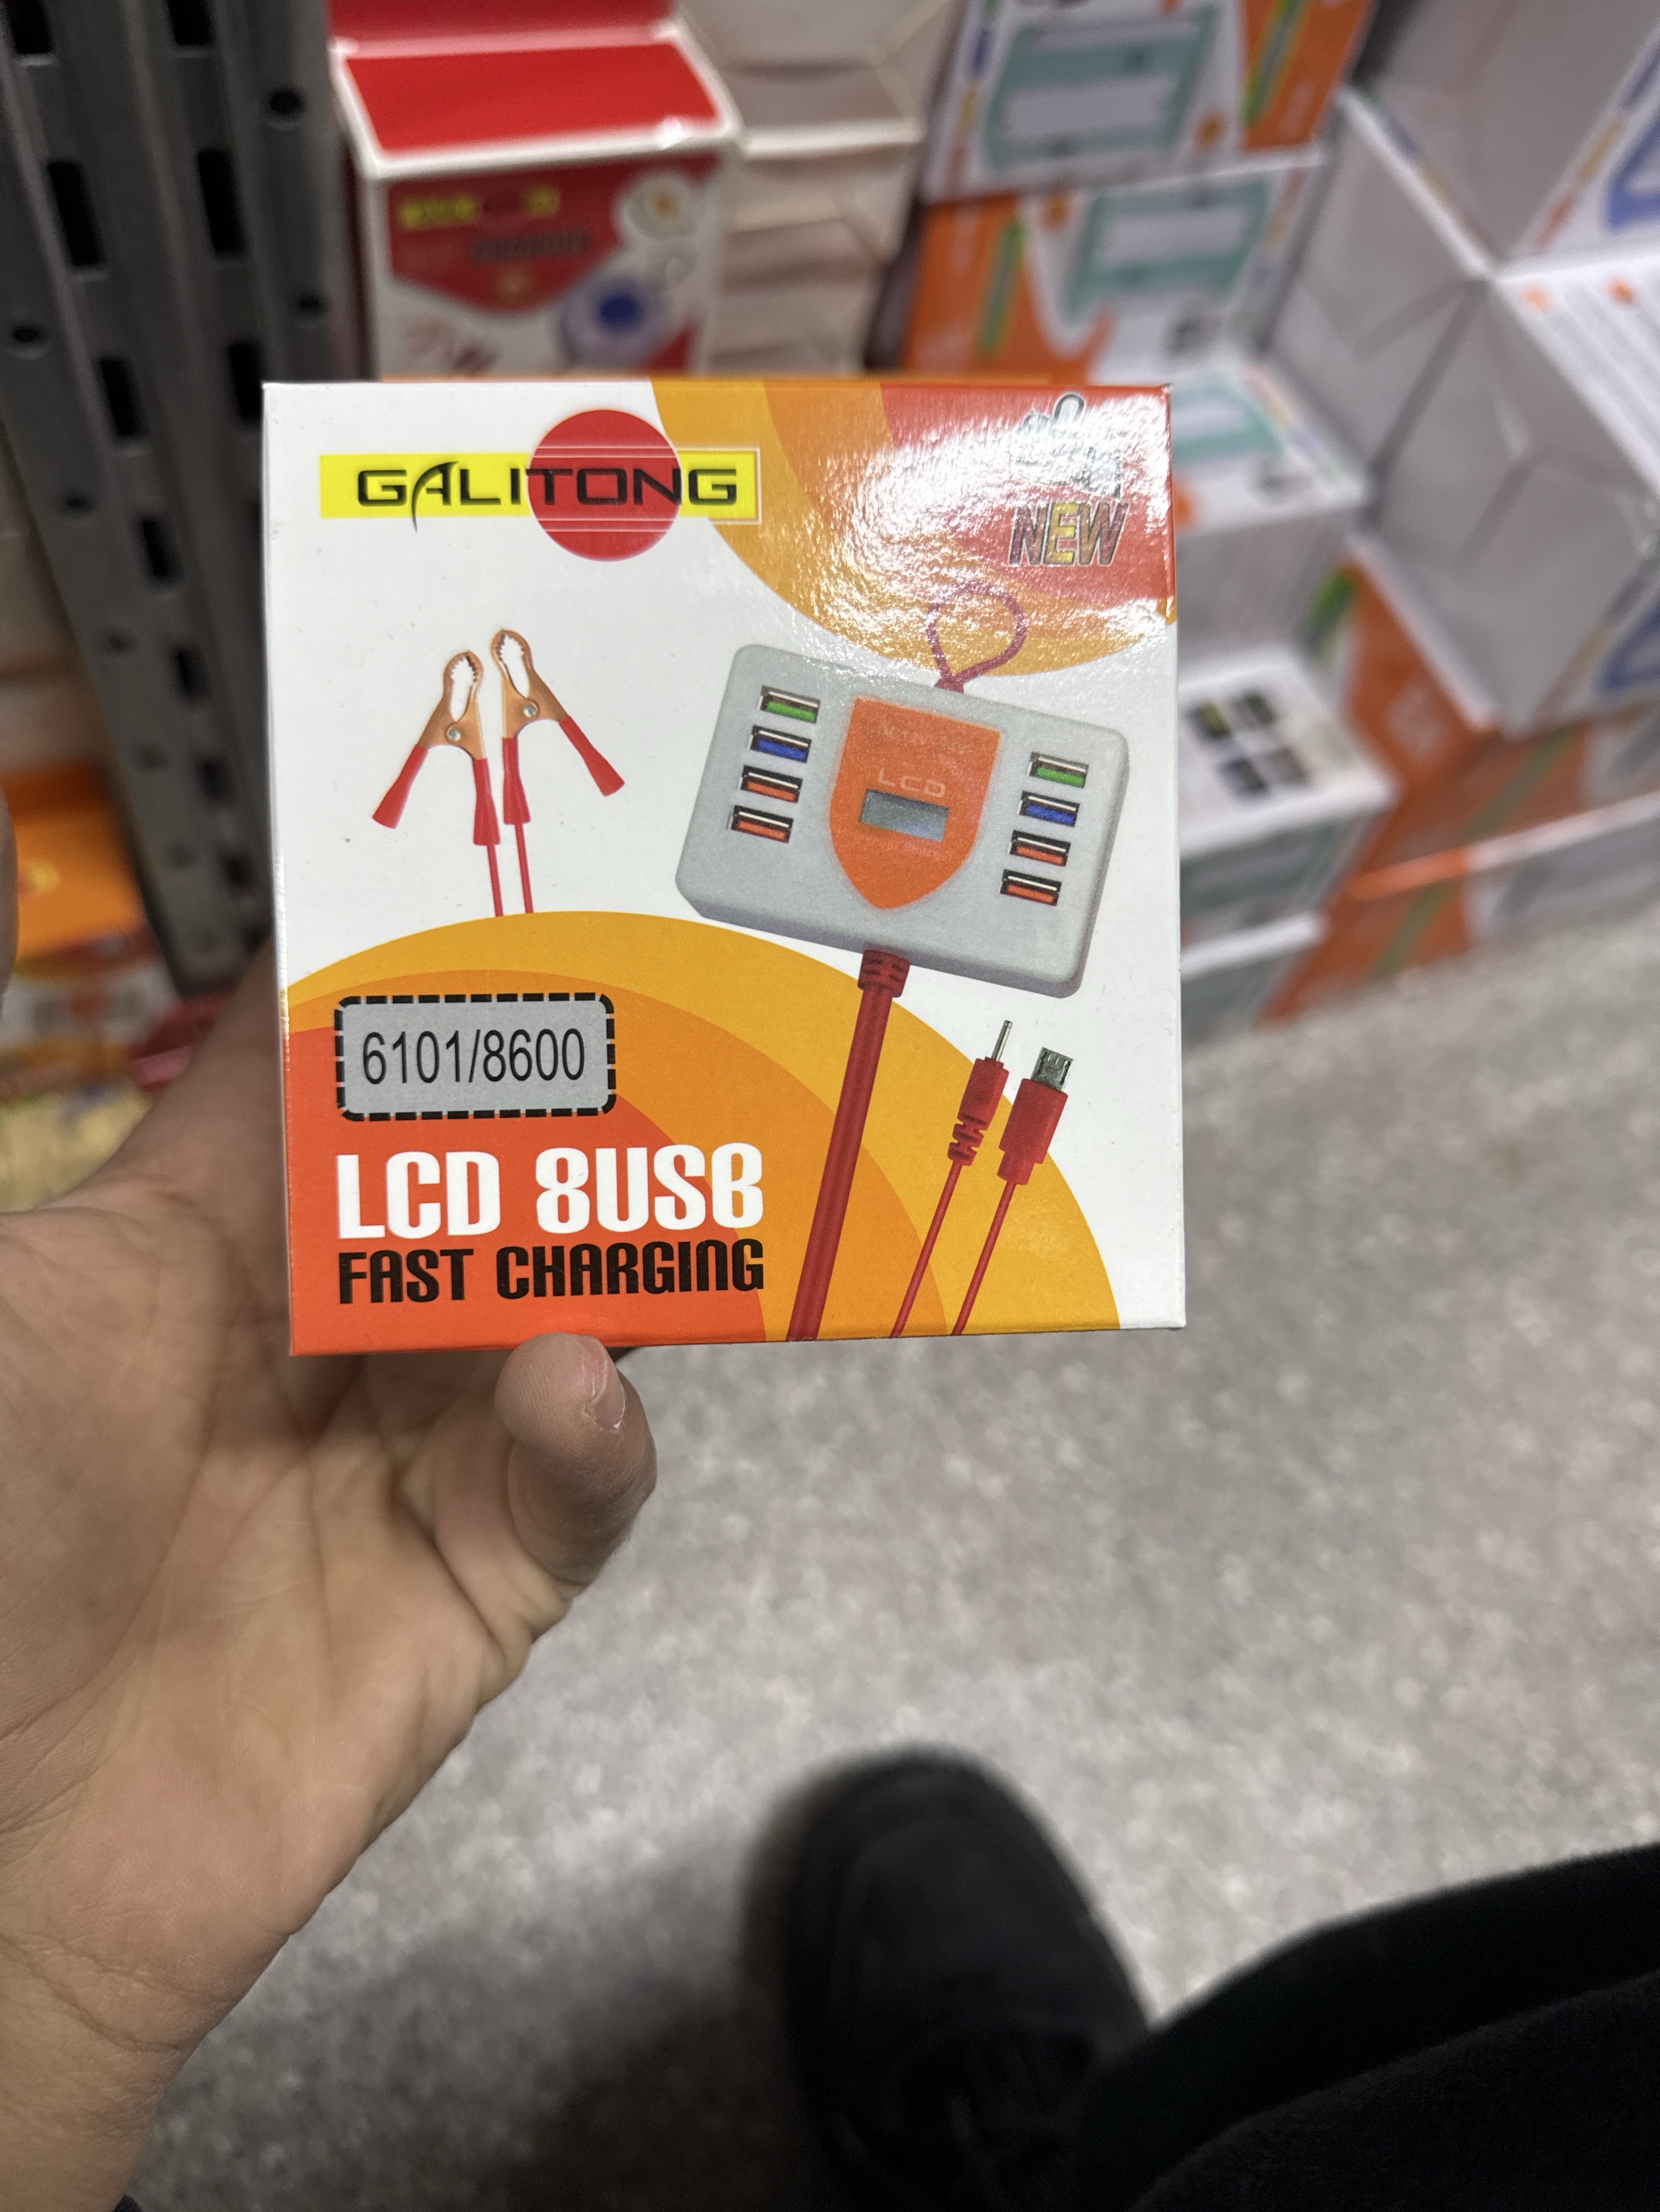 GALITONG
NEW
LCD
6101/8600
LCD 8USB
FAST CHARGING